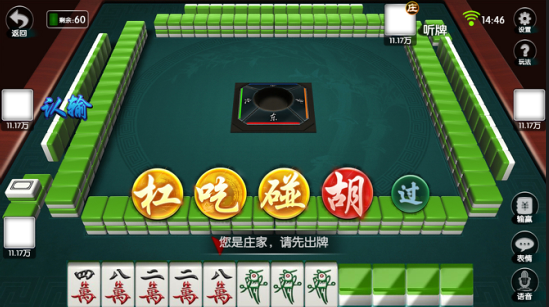 返回
剩余:60
庄
听牌
14:46
设置
11.17万
玩法
认输
11.17万
11.17万
东
杠 吃 碰 胡 过
输赢
11.17万
您是庄家，请先出牌
表情
四萬 八萬 二萬 二萬 八萬
语音